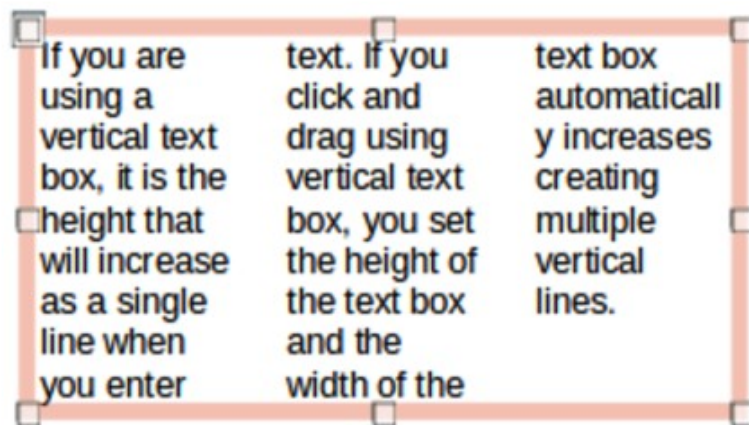 If you are
using a
vertical text
box, it is the
height that
will increase
as a single
line when
you enter
text. If you
click and
drag using
vertical text
box, you set
the height of
the text box
and the
width of the
text box
automaticall
y increases
creating
multiple
vertical
lines.